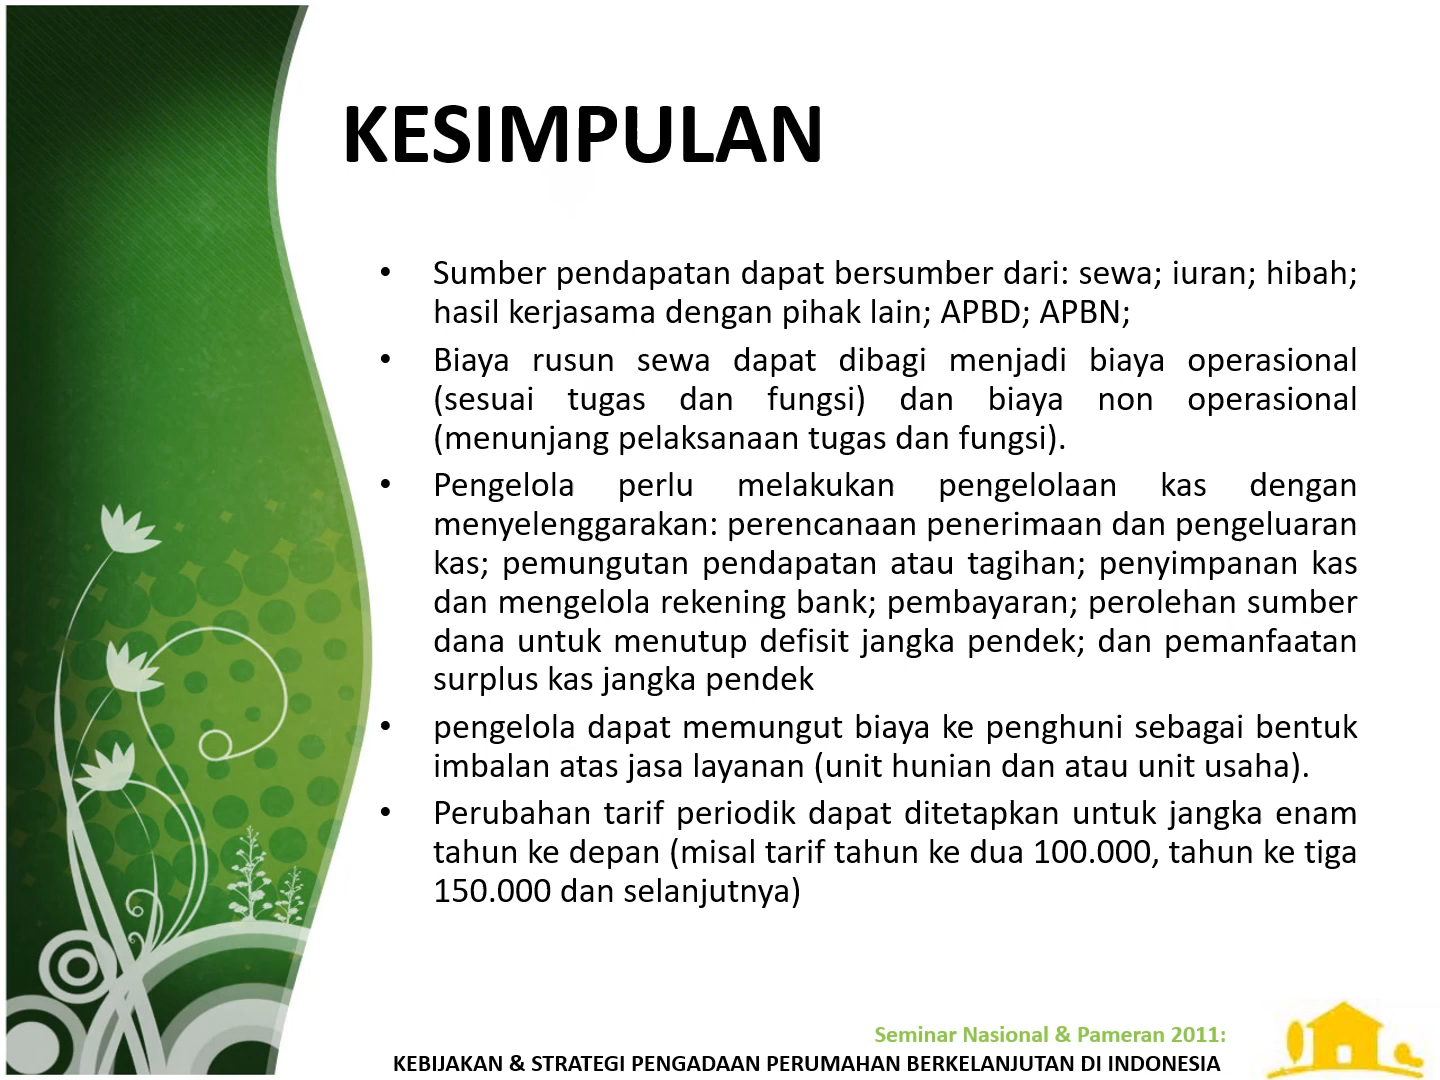 KESIMPULAN
• Sumber pendapatan dapat bersumber dari: sewa; iuran; hibah;
hasil kerjasama dengan pihak lain; APBD; APBN;
• Biaya rusun sewa dapat dibagi menjadi biaya operasional
(sesuai tugas dan fungsi) dan biaya non operasional
(menunjang pelaksanaan tugas dan fungsi).
• Pengelola perlu melakukan pengelolaan kas dengan
menyelenggarakan: perencanaan penerimaan dan pengeluaran
kas; pemungutan pendapatan atau tagihan; penyimpanan kas
dan mengelola rekening bank; pembayaran; perolehan sumber
dana untuk menutup defisit jangka pendek; dan pemanfaatan
surplus kas jangka pendek
• pengelola dapat memungut biaya ke penghuni sebagai bentuk
imbalan atas jasa layanan (unit hunian dan atau unit usaha).
• Perubahan tarif periodik dapat ditetapkan untuk jangka enam
tahun ke depan (misal tarif tahun ke dua 100.000, tahun ke tiga
150.000 dan selanjutnya)
Seminar Nasional & Pameran 2011:
KEBIJAKAN & STRATEGI PENGADAAN PERUMAHAN BERKELANJUTAN DI INDONESIA